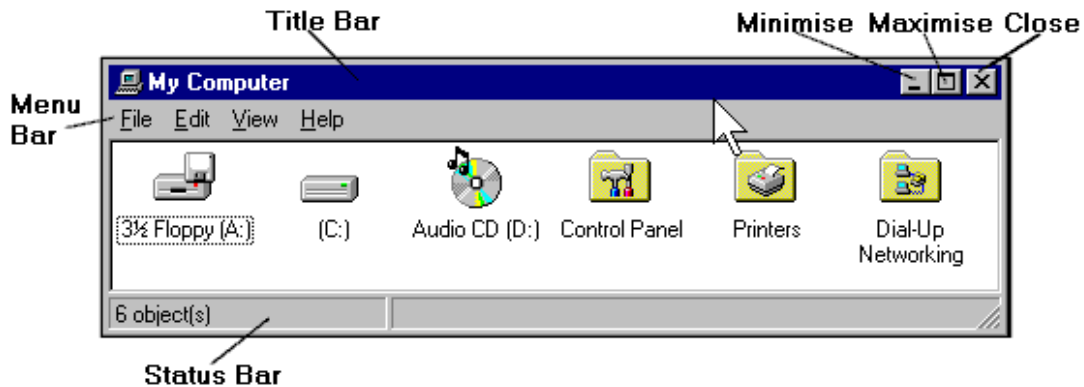 Title Bar
Minimise Maximise Close
My Computer
Menu
Bar
File Edit View Help
3½ Floppy (A:) (C:) Audio CD (D:) Control Panel Printers Dial-Up
Networking
6 object(s)
Status Bar